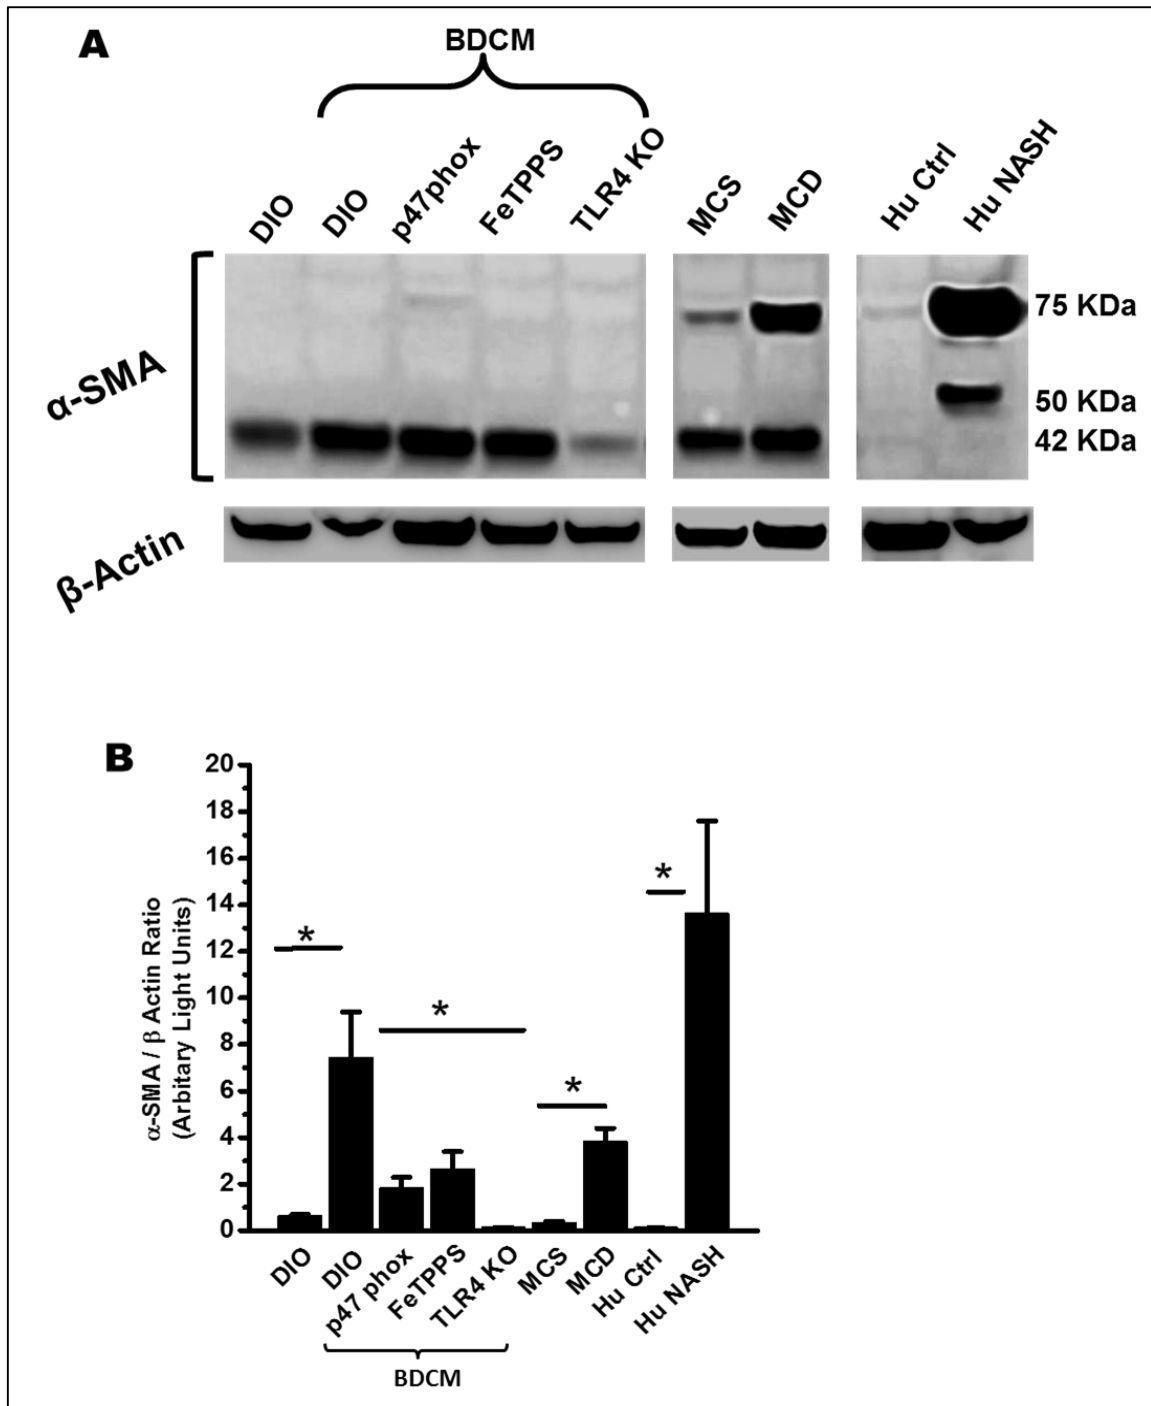 A
BDCM
DIO
DIO
p47phox
FeTPPS
TLR4 KO
MCS
MCD
Hu Ctrl
Hu NASH
α-SMA
75 KDa
50 KDa
42 KDa
β-Actin
B
α-SMA / β Actin Ratio
(Arbitary Light Units)
20
18
16
14
12
10
8
6
4
2
0
*
*
*
*
DIO
DIO
p47 phox
FeTPPS
TLR4 KO
MCS
MCD
Hu Ctrl
Hu NASH
BDCM